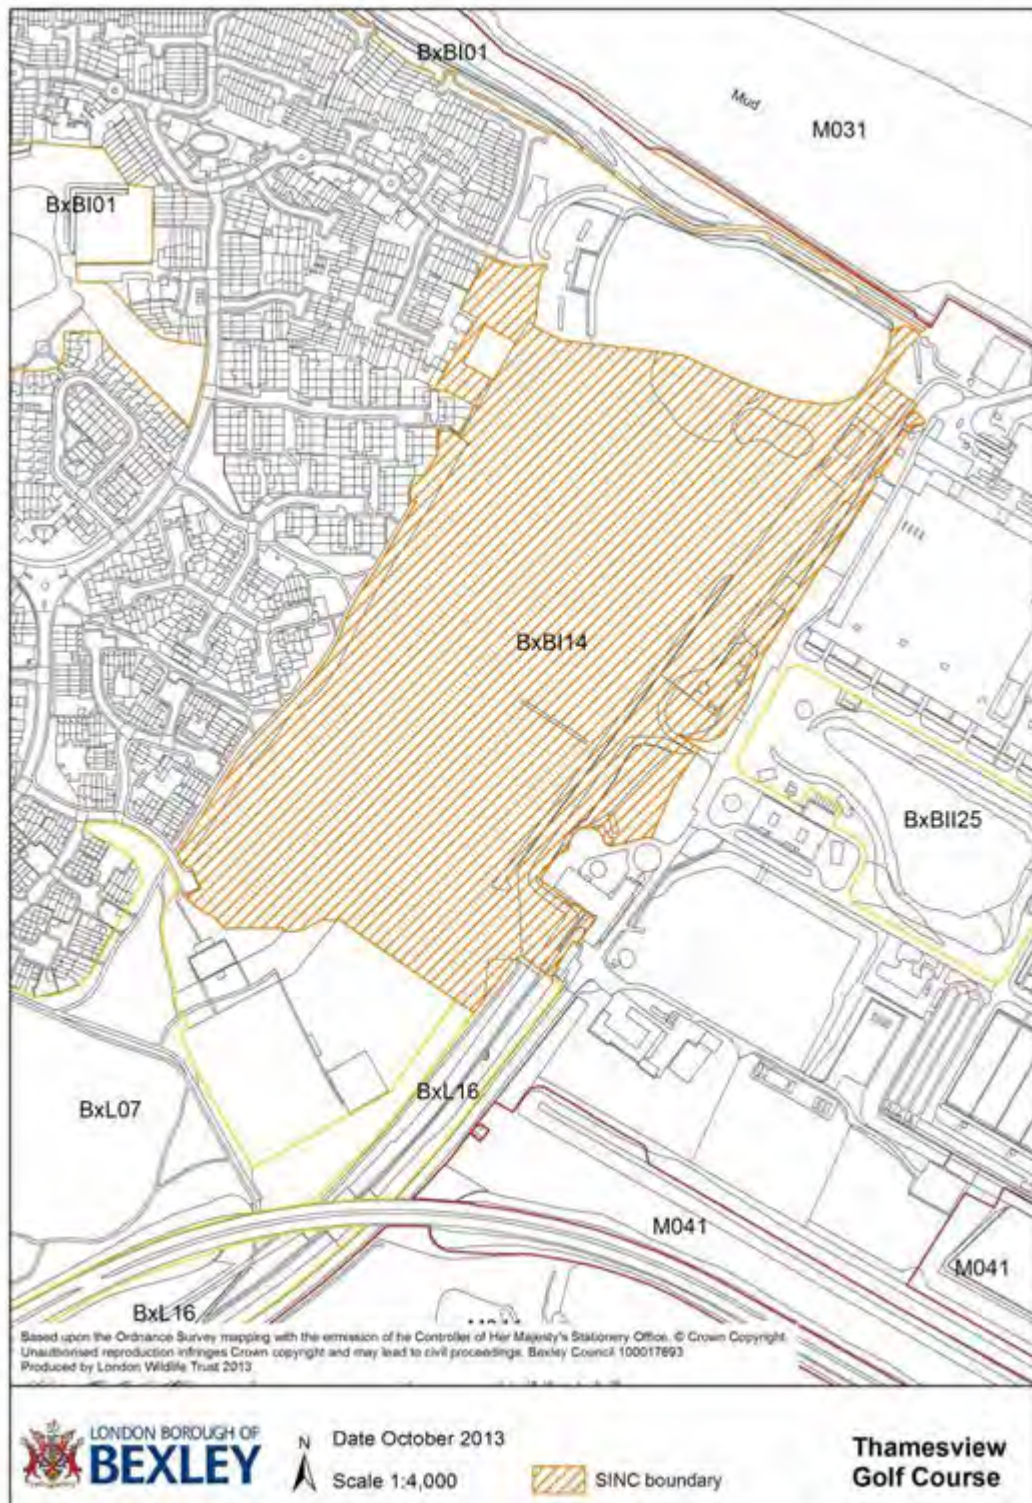 BxBI01
Mud
M031
BxBI01
BxBI14
BxBII25
BxL16
BxL07
M041
M041
BxL16
Based upon the Ordnance Survey mapping with the ermission of he Controller of Her Majesty's Stationery Office. © Crown Copyright.
Unauthorised reproduction infringes Crown copyright and may lead to civil proceedings. Bexley Council 100017693
Produced by London Wildlife Trust 2013
LONDON BOROUGH OF
BEXLEY
N
Date October 2013
Scale 1:4,000
SINC boundary
Thamesview
Golf Course